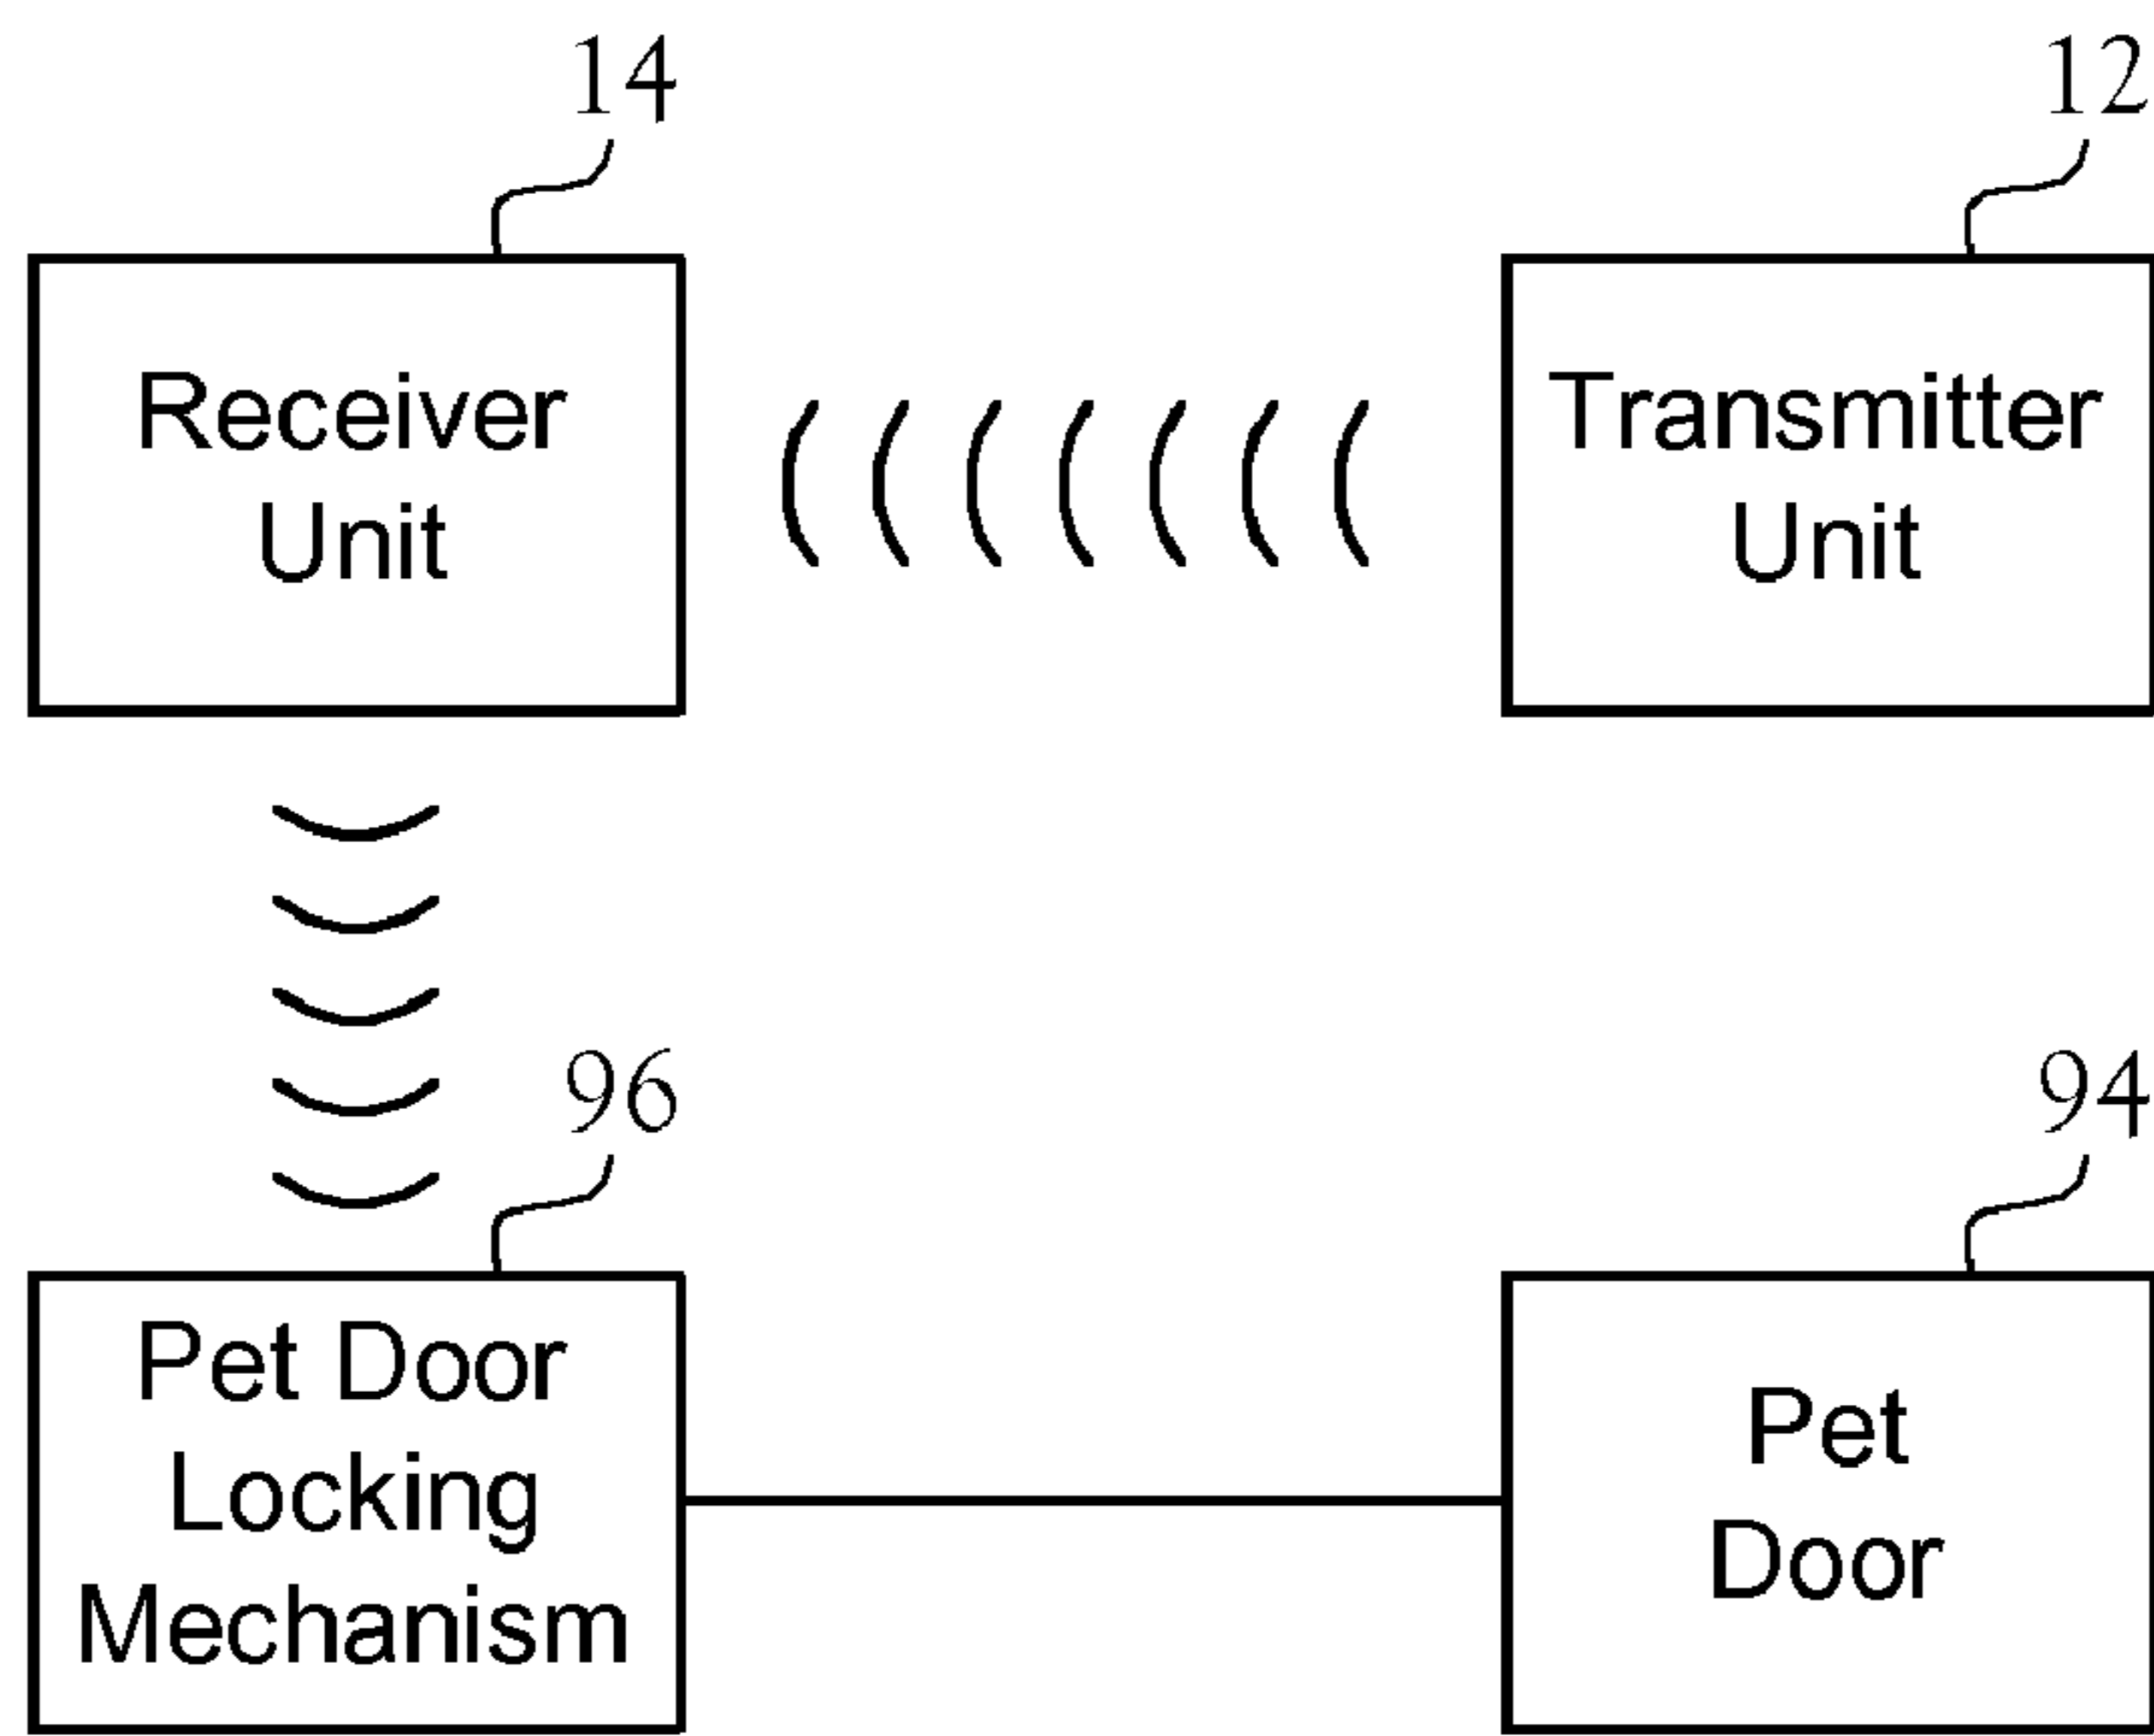 14
12
Receiver
Unit
Transmitter
Unit
96
94
Pet Door
Locking
Mechanism
Pet
Door